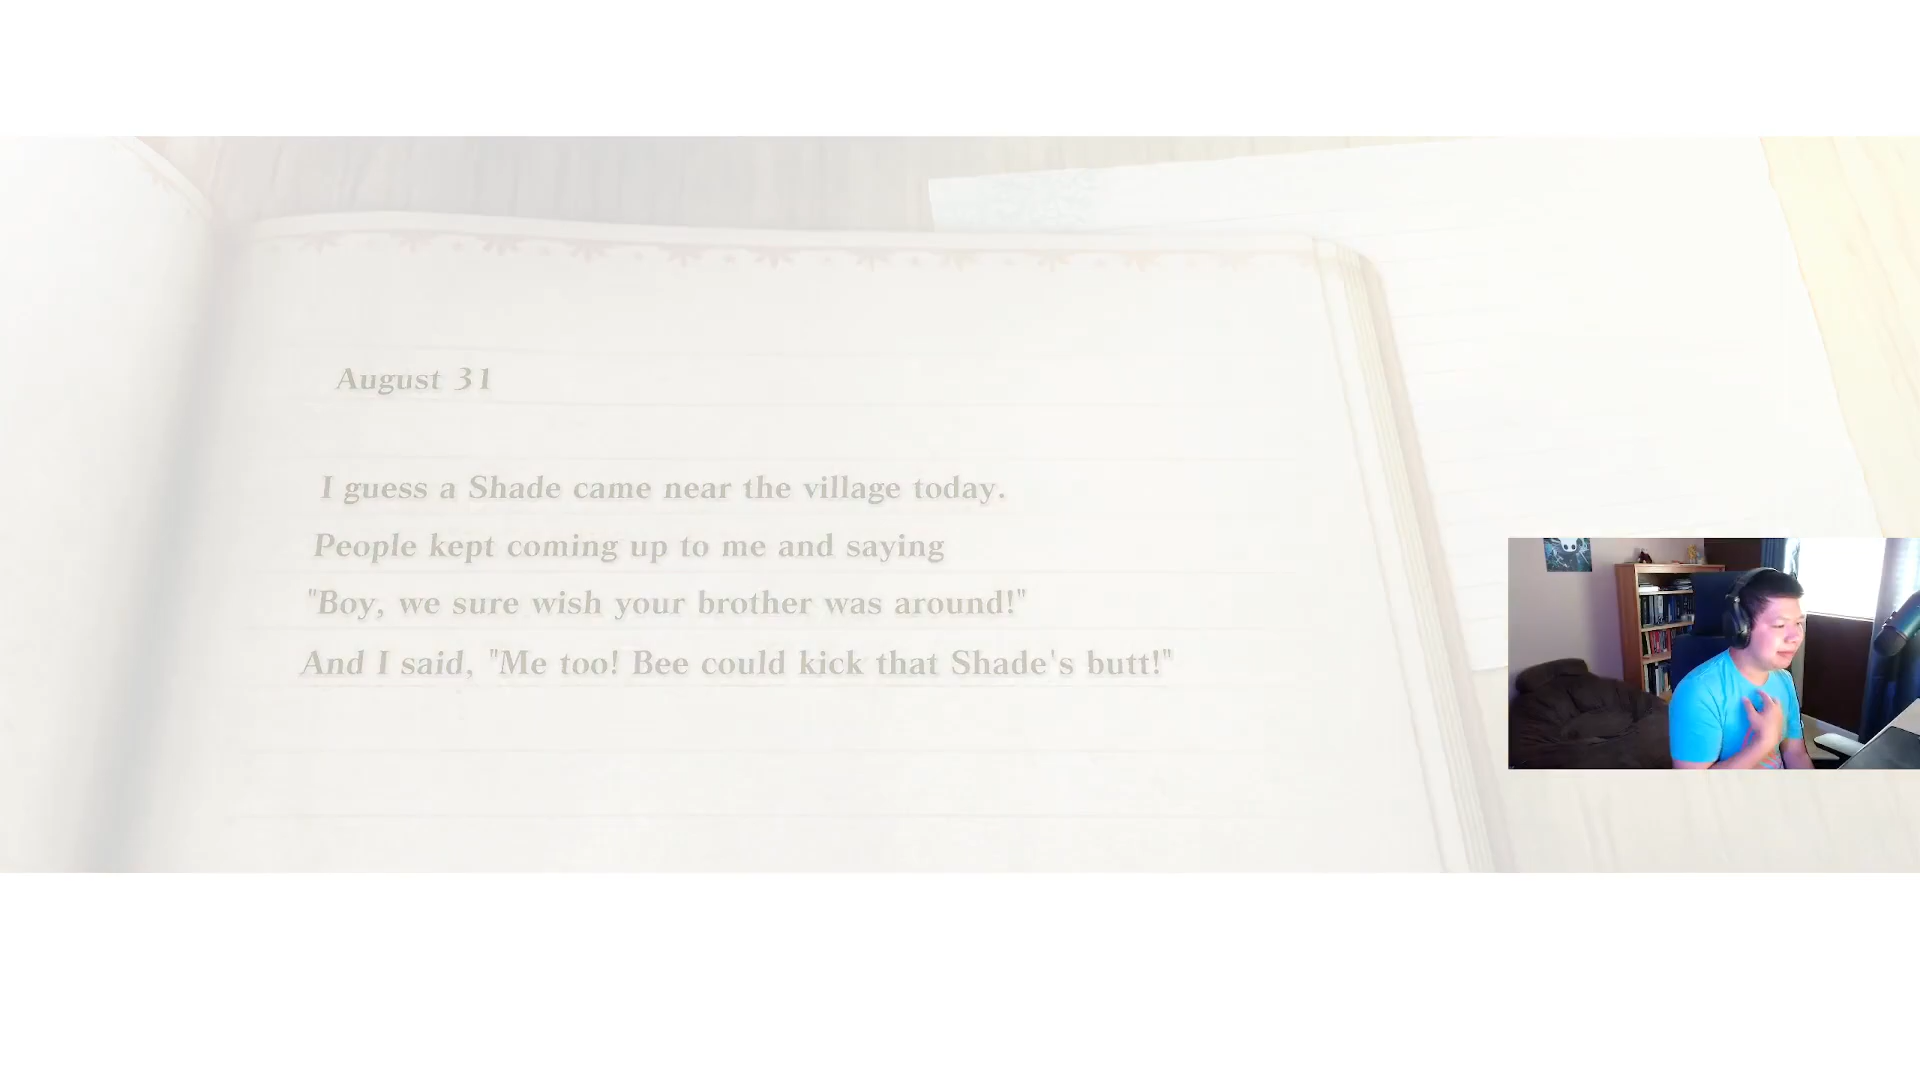 August 31
I guess a Shade came near the village today.
People kept coming up to me and saying
"Boy, we sure wish your brother was around!"
And I said, "Me too! Bee could kick that Shade's butt!"